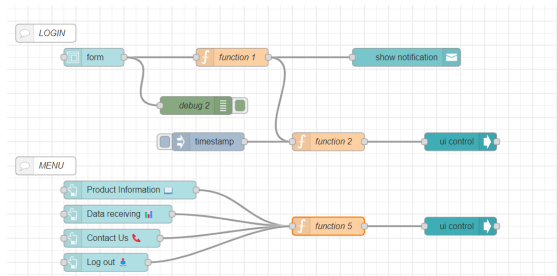 LOGIN
form
function 1
show notification
debug 2
timestamp
function 2
ui control
MENU
Product Information
Data receiving
Contact Us
Log out
function 5
ui control